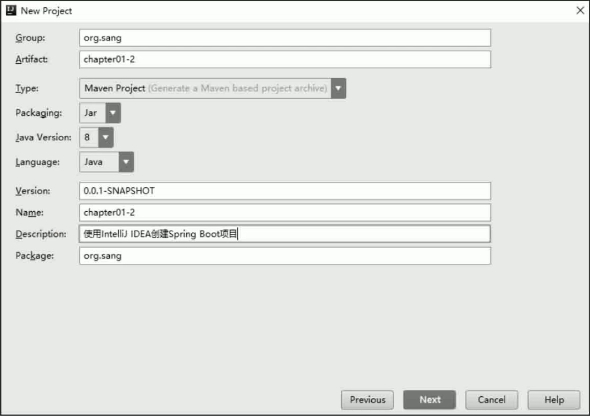 New Project
Group: org.sang
Artifact: chapter01-2
Type: Maven Project (Generate a Maven based project archive)
Packaging: Jar
Java Version: 8
Language: Java
Version: 0.0.1-SNAPSHOT
Name: chapter01-2
Description: 使用IntelliJ IDEA创建Spring Boot项目
Package: org.sang
Previous Next Cancel Help